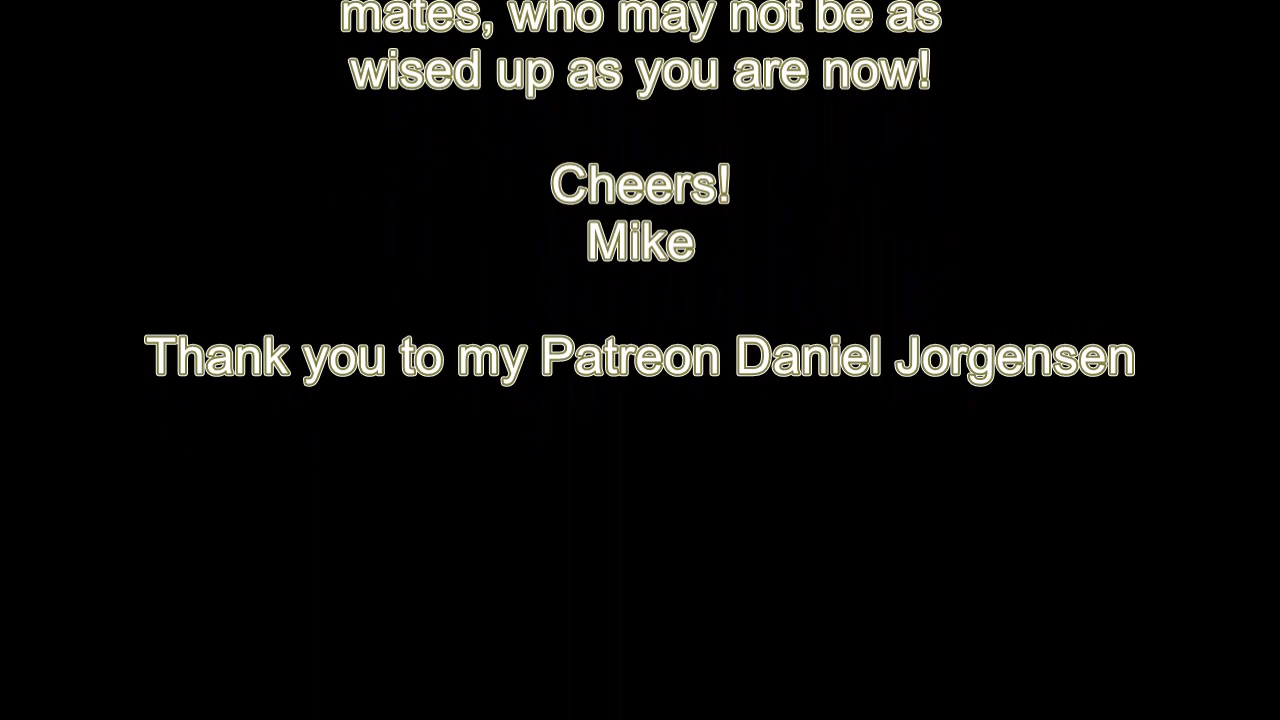 mates, who may not be as
wised up as you are now!
Cheers!
Mike
Thank you to my Patreon Daniel Jorgensen